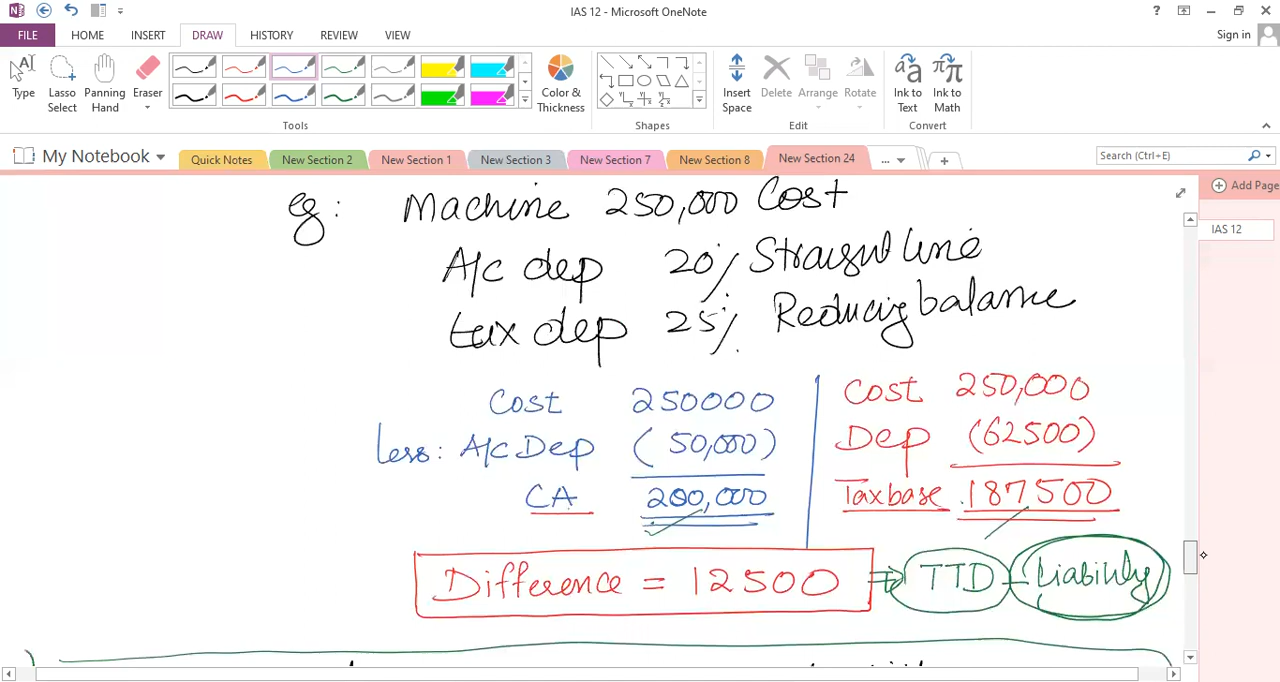 IAS 12 - Microsoft OneNote
?
FILE HOME INSERT DRAW HISTORY REVIEW VIEW
Sign in
Type
Lasso Select
Panning Hand
Eraser
Color & Thickness
Insert Space
Delete
Arrange
Rotate
Ink to Text
Ink to Math
Tools
Shapes
Edit
Convert
My Notebook
Quick Notes
New Section 2
New Section 1
New Section 3
New Section 7
New Section 8
New Section 24
...
Search (Ctrl+E)
Add Page
IAS 12
eg: Machine 250,000 Cost
A/c dep 20% Straight line
tax dep 25% Reducing balance
Cost 250000
less: A/c Dep (50,000)
CA 200,000
Cost 250,000
Dep (62500)
Tax base 187500
Difference = 12500 ⇒ TTD - Liability